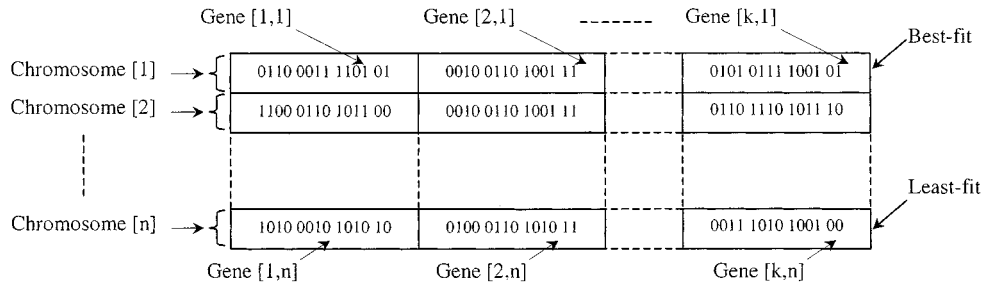 Gene [1,1] Gene [2,1] Gene [k,1]
Best-fit
Chromosome [1] 0110 0011 1101 01 0010 0110 1001 11 0101 0111 1001 01
Chromosome [2] 1100 0110 1011 00 0010 0110 1001 11 0110 1110 1011 10
Least-fit
Chromosome [n] 1010 0010 1010 10 0100 0110 1010 11 0011 1010 1001 00
Gene [1,n] Gene [2,n] Gene [k,n]